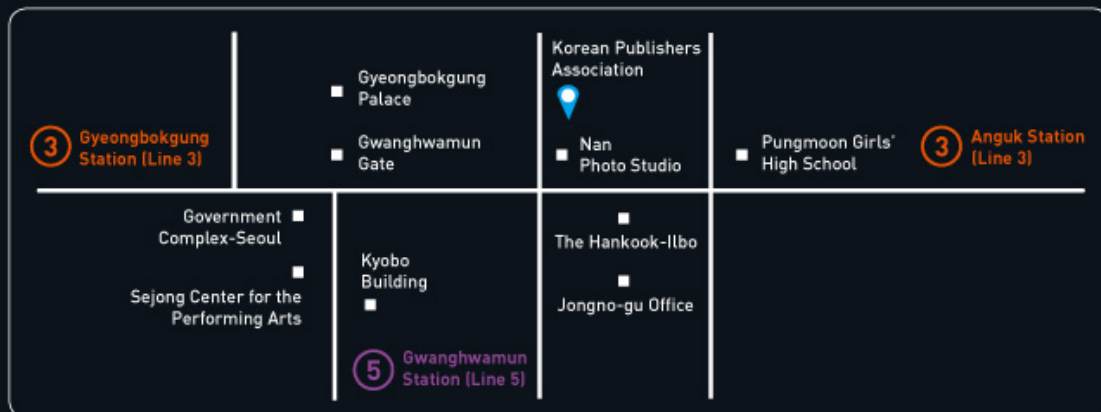 Korean Publishers
Association
Gyeongbokgung
Palace
3
Gyeongbokgung
Station (Line 3)
Gwanghwamun
Gate
Nan
Photo Studio
Pungmoon Girls'
High School
3
Anguk Station
(Line 3)
Government
Complex-Seoul
Sejong Center for the
Performing Arts
Kyobo
Building
The Hankook-Ilbo
Jongno-gu Office
5
Gwanghwamun
Station (Line 5)